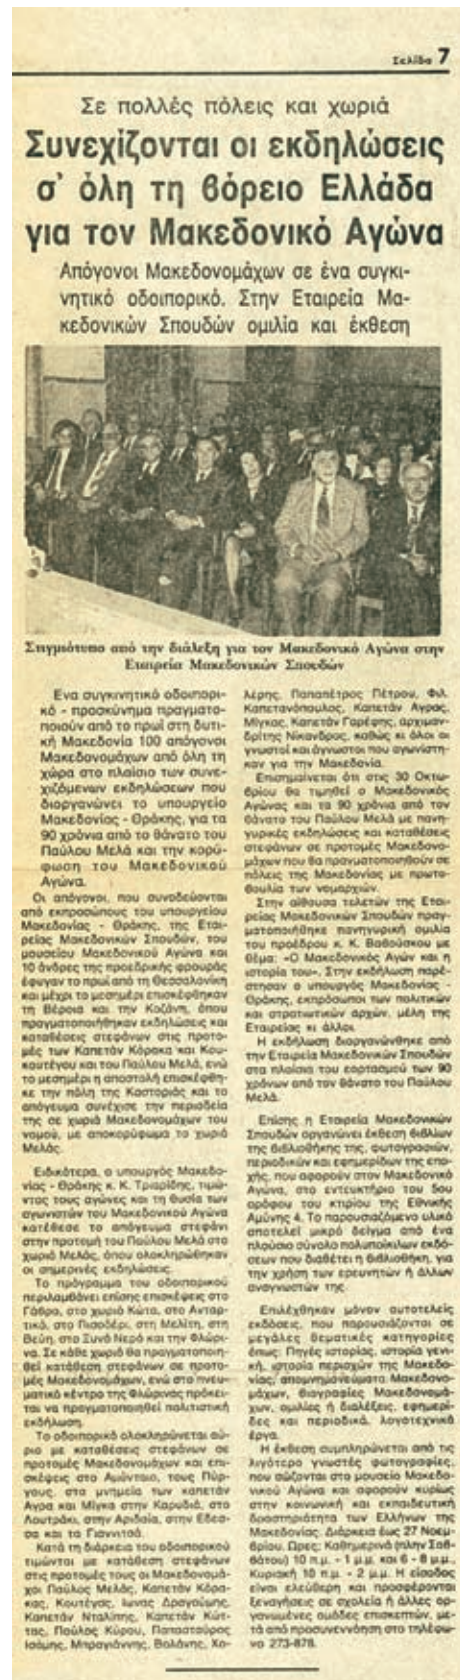 Σελίδα 7
Σε πολλές πόλεις και χωριά
Συνεχίζονται οι εκδηλώσεις
σ' όλη τη βόρειο Ελλάδα
για τον Μακεδονικό Αγώνα
Απόγονοι Μακεδονομάχων σε ένα συγκι-
νητικό οδοιπορικό. Στην Εταιρεία Μα-
κεδονικών Σπουδών ομιλία και έκθεση
Στιγμιότυπο από την διάλεξη για τον Μακεδονικό Αγώνα στην
Εταιρεία Μακεδονικών Σπουδών
Ενα συγκινητικό οδοιπορι-
κό - προσκύνημα πραγματο-
ποιούν από το πρωί στη δυτι-
κή Μακεδονία 100 απόγονοι
Μακεδονομάχων από όλη τη
χώρα στο πλαίσιο των συνε-
χιζόμενων εκδηλώσεων που
διοργανώνει το υπουργείο
Μακεδονίας - Θράκης, για τα
90 χρόνια από το θάνατο του
Παύλου Μελά και την κορύ-
φωση του Μακεδονικού
Αγώνα.
Οι απόγονοι, που συνοδεύονται
από εκπροσώπους του υπουργείου
Μακεδονίας - Θράκης, της Εται-
ρείας Μακεδονικών Σπουδών, του
μουσείου Μακεδονικού Αγώνα και
10 άνδρες της προεδρικής φρουράς
έφυγαν το πρωί από τη Θεσσαλονίκη
και μέχρι το μεσημέρι επισκέφθηκαν
τη Βέροια και την Κοζάνη, όπου
πραγματοποιήθηκαν εκδηλώσεις και
καταθέσεις στεφάνων στις προτο-
μές των Καπετάν Κόρακα και Κου-
κουτέγου και του Παύλου Μελά, ενώ
το μεσημέρι η αποστολή επισκέφθη-
κε την πόλη της Καστοριάς και το
απόγευμα συνέχισε την περιοδεία
της σε χωριά Μακεδονομάχων του
νομού, με αποκορύφωμα το χωριό
Μελάς.
Ειδικότερα, ο υπουργός Μακεδο-
νίας - Θράκης κ. Κ. Τριαρίδης, τιμώ-
ντας τους αγώνες και τη θυσία των
αγωνιστών του Μακεδονικού Αγώνα
κατέθεσε το απόγευμα στεφάνι
στην προτομή του Παύλου Μελά στο
χωριό Μελάς, όπου ολοκληρώθηκαν
οι σημερινές εκδηλώσεις.
Το πρόγραμμα του οδοιπορικού
περιλαμβάνει επίσης επισκέψεις στο
Γάβρο, στο χωριό Κώτα, στο Ανταρ-
τικό, στο Πισοδέρι, στη Μελίτη, στη
Βεύη, στο Ξυνό Νερό και την Φλώρι-
να. Σε κάθε χωριό θα πραγματοποιη-
θεί κατάθεση στεφάνων σε προτο-
μές Μακεδονομάχων, ενώ στο πνευ-
ματικό κέντρο της Φλώρινας πρόκει-
ται να πραγματοποιηθεί πολιτιστική
εκδήλωση.
Το οδοιπορικό ολοκληρώνεται αύ-
ριο με καταθέσεις στεφάνων σε
προτομές Μακεδονομάχων και επι-
σκέψεις στο Αμύνταιο, τους Πύρ-
γους, στα μνημεία των καπετάν
Αγρα και Μίγκα στην Καρυδιά, στο
Λουτράκι, στην Αριδαία, στην Εδεσ-
σα και τα Γιαννιτσά.
Κατά τη διάρκεια του οδοιπορικού
τιμώνται με κατάθεση στεφάνων
στις προτομές τους οι Μακεδονομά-
χοι Παύλος Μελάς, Καπετάν Κόρα-
κας, Κουτέγας, Ιωνας Δραγούμης,
Καπετάν Νταλίπης, Καπετάν Κώτ-
τας, Παύλος Κύρου, Παπασταύρος
Τσάμης, Μπραγιάννης, Βολάνης, Χο-
λέρης, Παπαπέτρος Πέτρου, Φιλ.
Καπετανόπουλος, Καπετάν Αγρας,
Μίγκας, Καπετάν Γαρέφης, αρχιμαν-
δρίτης Νίκανδρος, καθώς κι όλοι οι
γνωστοί και άγνωστοι που αγωνίστη-
καν για την Μακεδονία.
Επισημαίνεται ότι στις 30 Οκτω-
βρίου θα τιμηθεί ο Μακεδονικός
Αγώνας και τα 90 χρόνια από τον
θάνατο του Παύλου Μελά με πανη-
γυρικές εκδηλώσεις και καταθέσεις
στεφάνων σε προτομές Μακεδονο-
μάχων που θα πραγματοποιηθούν σε
πόλεις της Μακεδονίας με πρωτο-
βουλία των νομαρχιών.
Στην αίθουσα τελετών της Εται-
ρείας Μακεδονικών Σπουδών πραγ-
ματοποιήθηκε πανηγυρική ομιλία
του προέδρου κ. Κ. Βαβούσκου με
θέμα: «Ο Μακεδονικός Αγών και η
ιστορία του». Στην εκδήλωση παρέ-
στησαν ο υπουργός Μακεδονίας -
Θράκης, εκπρόσωποι των πολιτικών
και στρατιωτικών αρχών, μέλη της
Εταιρείας κι άλλοι.
Η εκδήλωση διοργανώνθηκε από
την Εταιρεία Μακεδονικών Σπουδών
στα πλαίσια του εορτασμού των 90
χρόνων από τον θάνατο του Παύλου
Μελά.
Επίσης η Εταιρεία Μακεδονικών
Σπουδών οργανώνει έκθεση βιβλίων
της βιβλιοθήκης της, φωτογραφιών,
περιοδικών και εφημερίδων της επο-
χής, που αφορούν στον Μακεδονικό
Αγώνα, στο εντευκτήριο του 5ου
ορόφου του κτιρίου της Εθνικής
Αμύνης 4. Το παρουσιαζόμενο υλικό
αποτελεί μικρό δείγμα από ένα
πλούσιο σύνολο πολυποίκιλων εκδό-
σεων που διαθέτει η βιβλιοθήκη, για
την χρήση των ερευνητών ή άλλων
αναγνωστών της.
Επιλέχθηκαν μόνον αυτοτελείς
εκδόσεις, που παρουσιάζονται σε
μεγάλες θεματικές κατηγορίες
όπως: Πηγές ιστορίας, ιστορία γενι-
κή, ιστορία περιοχών της Μακεδο-
νίας, απομνημονεύματα Μακεδονο-
μάχων, βιογραφίες Μακεδονομά-
χων, ομιλίες ή διαλέξεις, εφημερί-
δες και περιοδικά, λογοτεχνικά
έργα.
Η έκθεση συμπληρώνεται από τις
λιγότερο γνωστές φωτογραφίες,
που σώζονται στο μουσείο Μακεδο-
νικού Αγώνα και αφορούν κυρίως
στην κοινωνική και εκπαιδευτική
δραστηριότητα των Ελλήνων της
Μακεδονίας. Διάρκεια έως 27 Νοεμ-
βρίου. Ωρες: Καθημερινά (πλην Σαβ-
βάτου) 10 π.μ. - 1 μ.μ. και 6 - 8 μ.μ.,
Κυριακή 10 π.μ. - 2 μ.μ. Η είσοδος
είναι ελεύθερη και προσφέρονται
ξεναγήσεις σε σχολεία ή άλλες ορ-
γανωμένες ομάδες επισκεπτών, με-
τά από προσυνεννόηση στο τηλέφω-
νο 273-878.